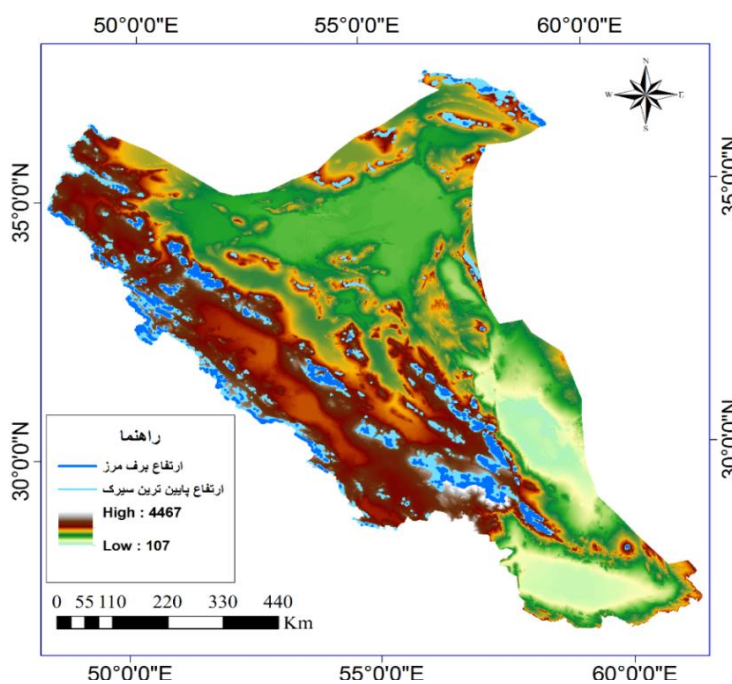 50°0'0"E 55°0'0"E 60°0'0"E
N
W E
S
35°0'0"N 35°0'0"N
30°0'0"N 30°0'0"N
راهنما
ارتفاع برف مرز
ارتفاع پایین ترین سیرک
High : 4467
Low : 107
0 55 110 220 330 440
Km
50°0'0"E 55°0'0"E 60°0'0"E